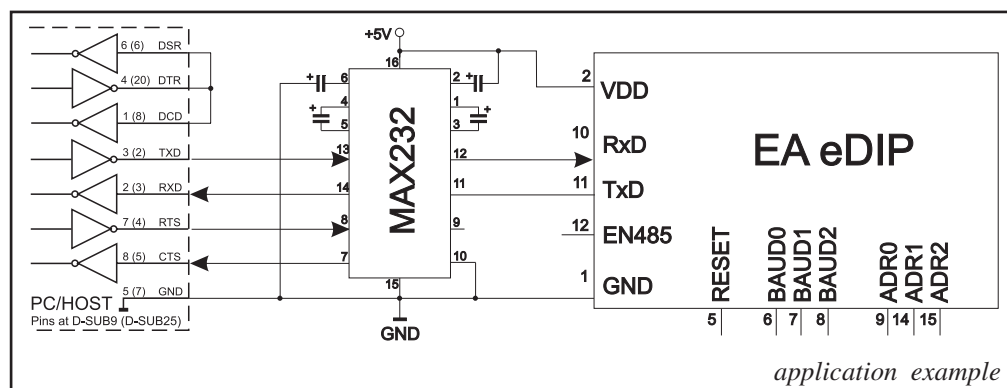 6 (6) DSR
4 (20) DTR
1 (8) DCD
3 (2) TXD
2 (3) RXD
7 (4) RTS
8 (5) CTS
5 (7) GND
PC/HOST
Pins at D-SUB9 (D-SUB25)
+5V
16
6
+
2
+
4
+
1
+
5
3
13
12
14
11
8
9
7
10
15
MAX232
GND
2
VDD
10
RxD
11
TxD
12
EN485
1
GND
EA eDIP
RESET
BAUD0
BAUD1
BAUD2
ADR0
ADR1
ADR2
5
6
7
8
9
14
15
application example